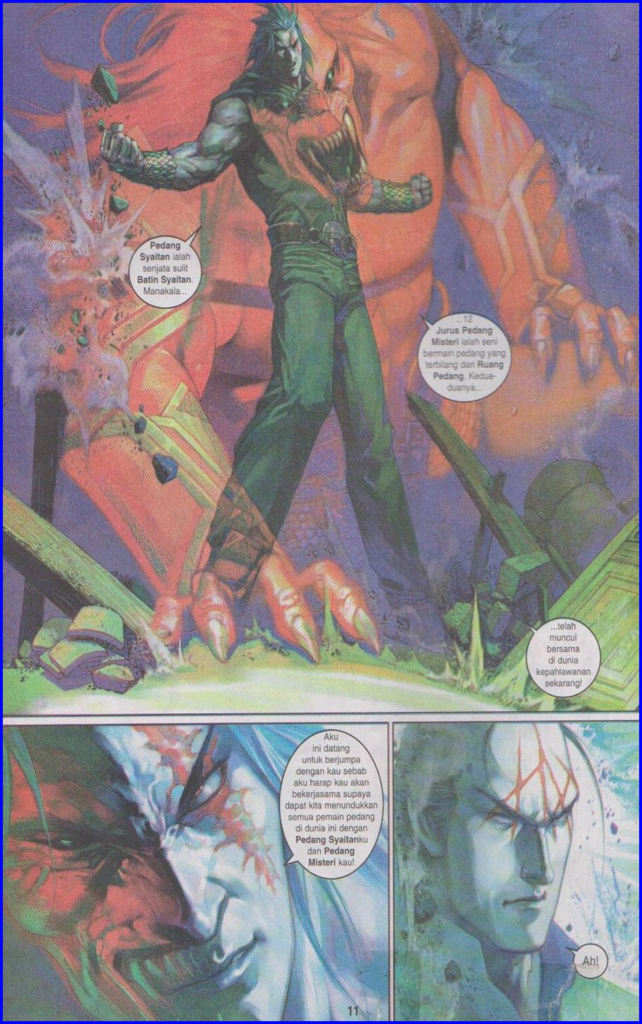 Pedang
Syaitan ialah
senjata sulit
Batin Syaitan.
Manakala...
...12
Jurus Pedang
Misteri ialah seni
bermain pedang yang
terbilang dari Ruang
Pedang. Kedua-
duanya...
...telah
muncul
bersama
di dunia
kepahlawanan
sekarang!
Aku
ini datang
untuk berjumpa
dengan kau sebab
aku harap kau akan
bekerjasama supaya
dapat kita menundukkan
semua pemain pedang
di dunia ini dengan
Pedang Syaitanku
dan Pedang
Misteri kau!
Ah!
11